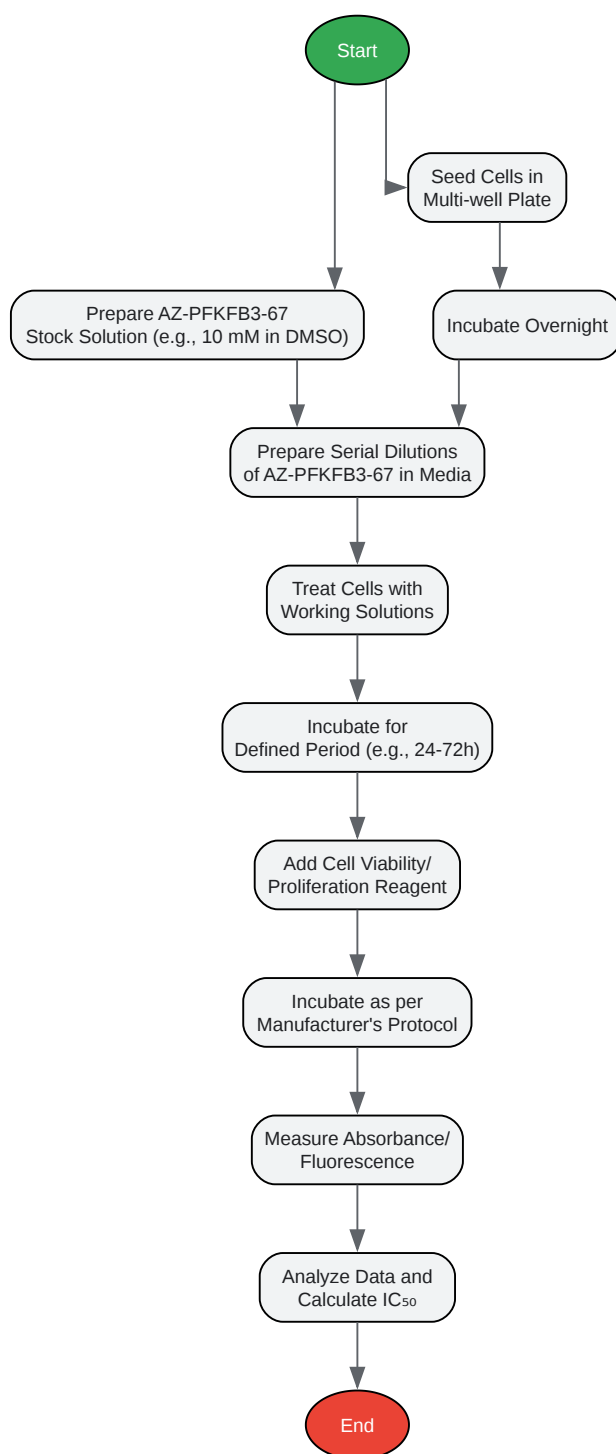 Start
Seed Cells in
Multi-well Plate
Prepare AZ-PFKFB3-67
Stock Solution (e.g., 10 mM in DMSO)
Incubate Overnight
Prepare Serial Dilutions
of AZ-PFKFB3-67 in Media
Treat Cells with
Working Solutions
Incubate for
Defined Period (e.g., 24-72h)
Add Cell Viability/
Proliferation Reagent
Incubate as per
Manufacturer's Protocol
Measure Absorbance/
Fluorescence
Analyze Data and
Calculate IC₅₀
End